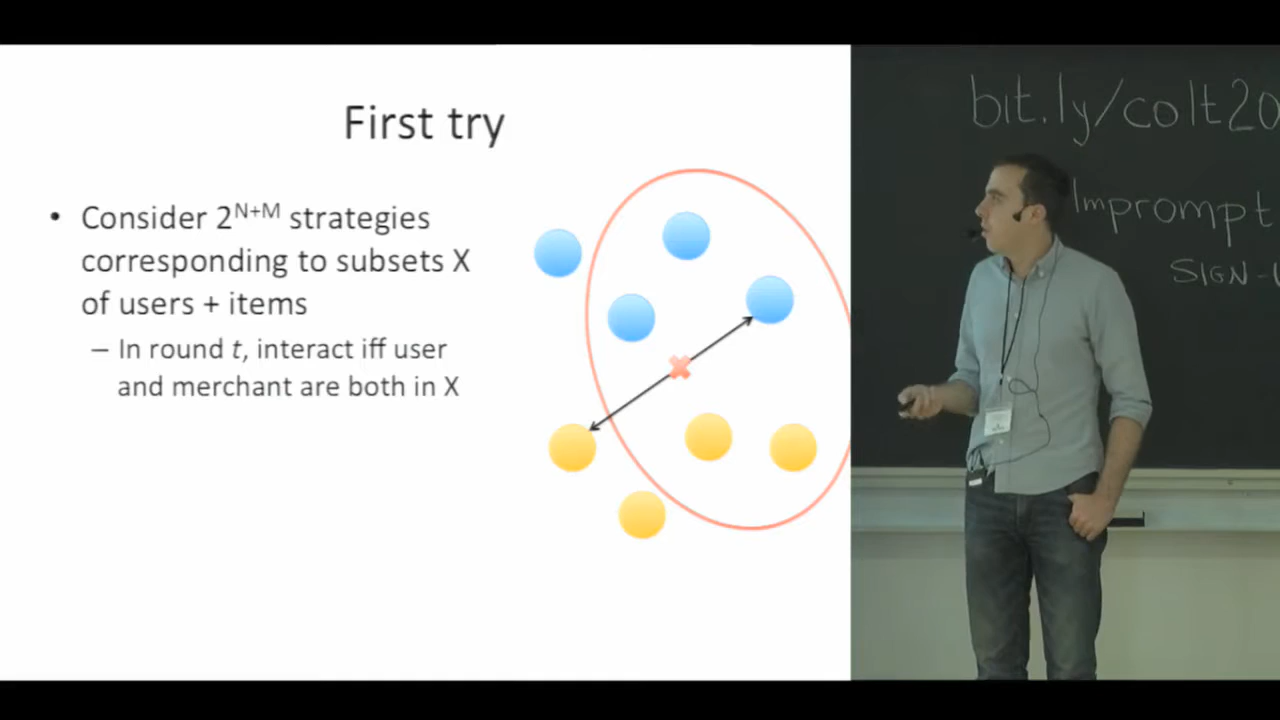 First try
• Consider 2^N+M strategies
corresponding to subsets X
of users + items
– In round t, interact iff user
and merchant are both in X
bit.ly/colt20
Imprompt
SIGN-U